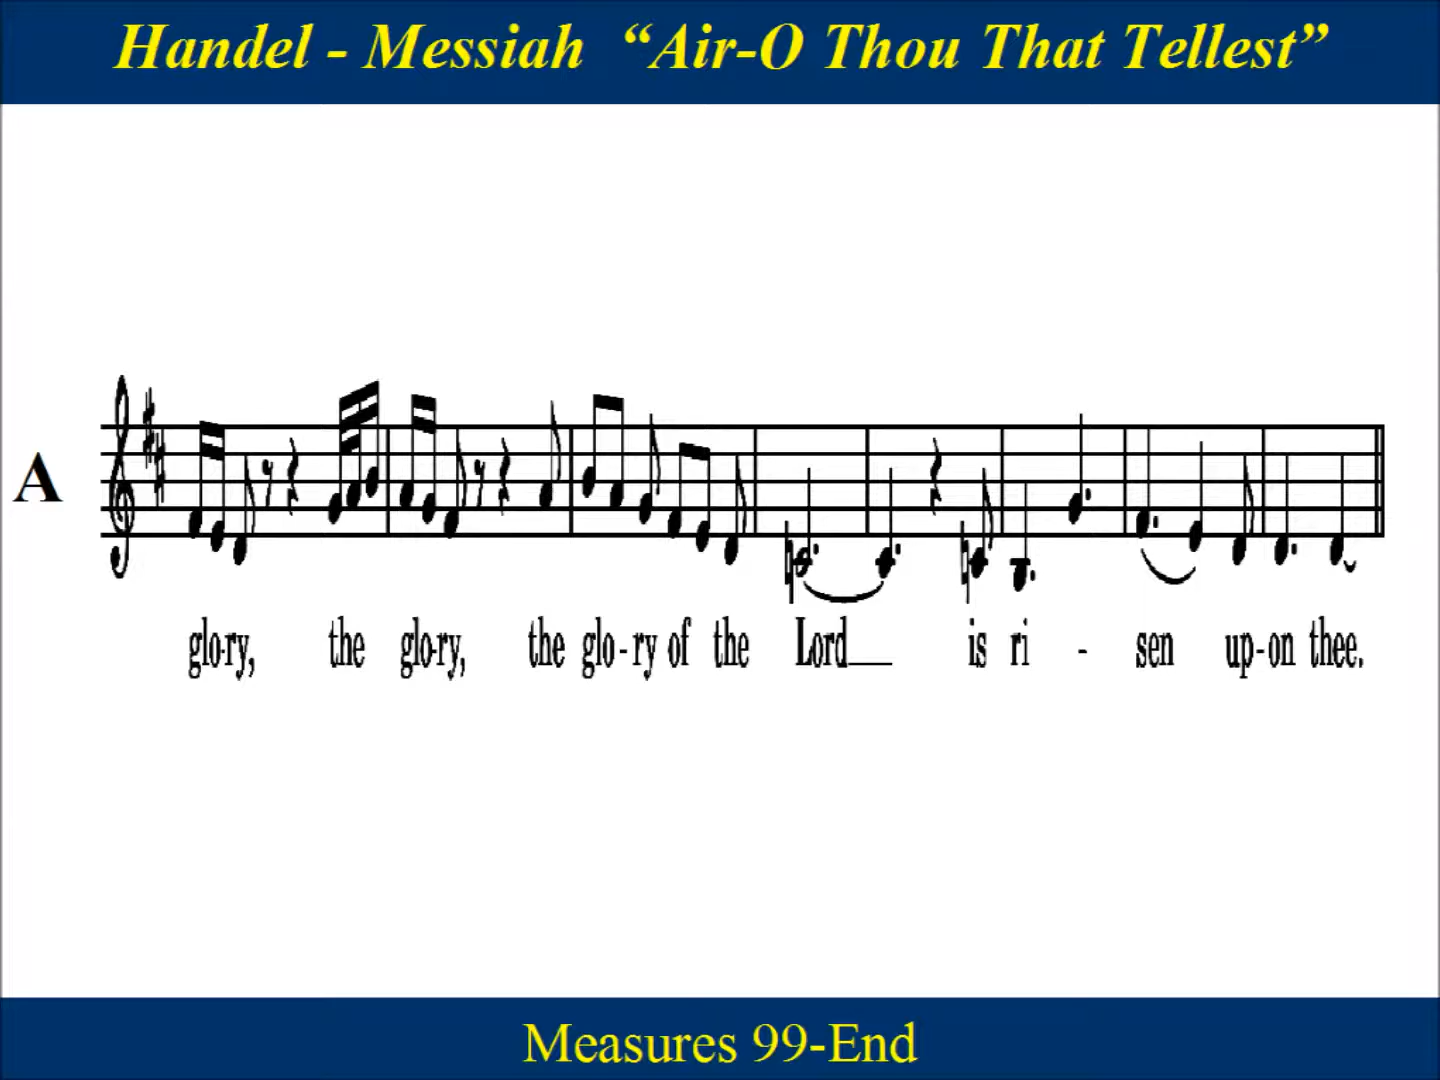 Handel - Messiah “Air-O Thou That Tellest”
A
glo-ry, the glo-ry, the glo - ry of the Lord___ is ri - sen up-on thee.
Measures 99-End